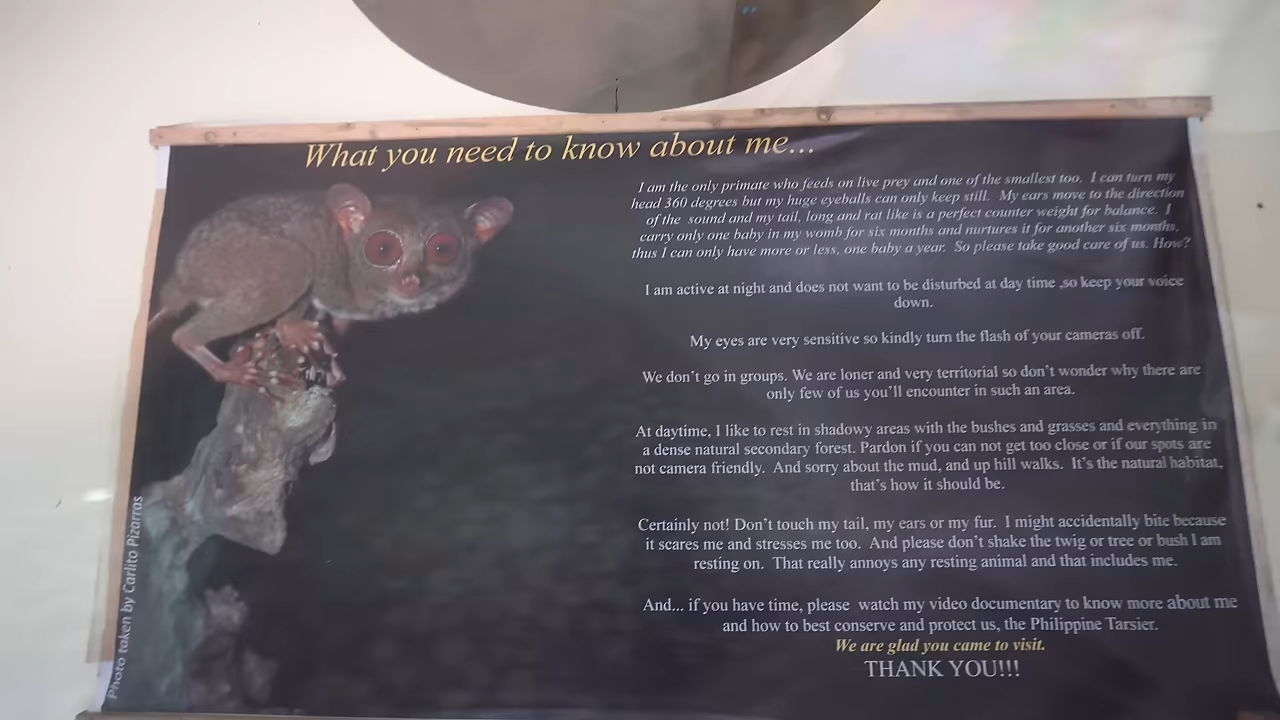 What you need to know about me...
I am the only primate who feeds on live prey and one of the smallest too. I can turn my
head 360 degrees but my huge eyeballs can only keep still. My ears move to the direction
of the sound and my tail, long and rat like is a perfect counter weight for balance. I
carry only one baby in my womb for six months and nurtures it for another six months,
thus I can only have more or less, one baby a year. So please take good care of us. How?
I am active at night and does not want to be disturbed at day time ,so keep your voice
down.
My eyes are very sensitive so kindly turn the flash of your cameras off.
We don't go in groups. We are loner and very territorial so don't wonder why there are
only few of us you'll encounter in such an area.
At daytime, I like to rest in shadowy areas with the bushes and grasses and everything in
a dense natural secondary forest. Pardon if you can not get too close or if our spots are
not camera friendly. And sorry about the mud, and up hill walks. It's the natural habitat,
that's how it should be.
Certainly not! Don't touch my tail, my ears or my fur. I might accidentally bite because
it scares me and stresses me too. And please don't shake the twig or tree or bush I am
resting on. That really annoys any resting animal and that includes me.
And... if you have time, please watch my video documentary to know more about me
and how to best conserve and protect us, the Philippine Tarsier.
We are glad you came to visit.
THANK YOU!!!
Photo taken by Carlito Pizarras